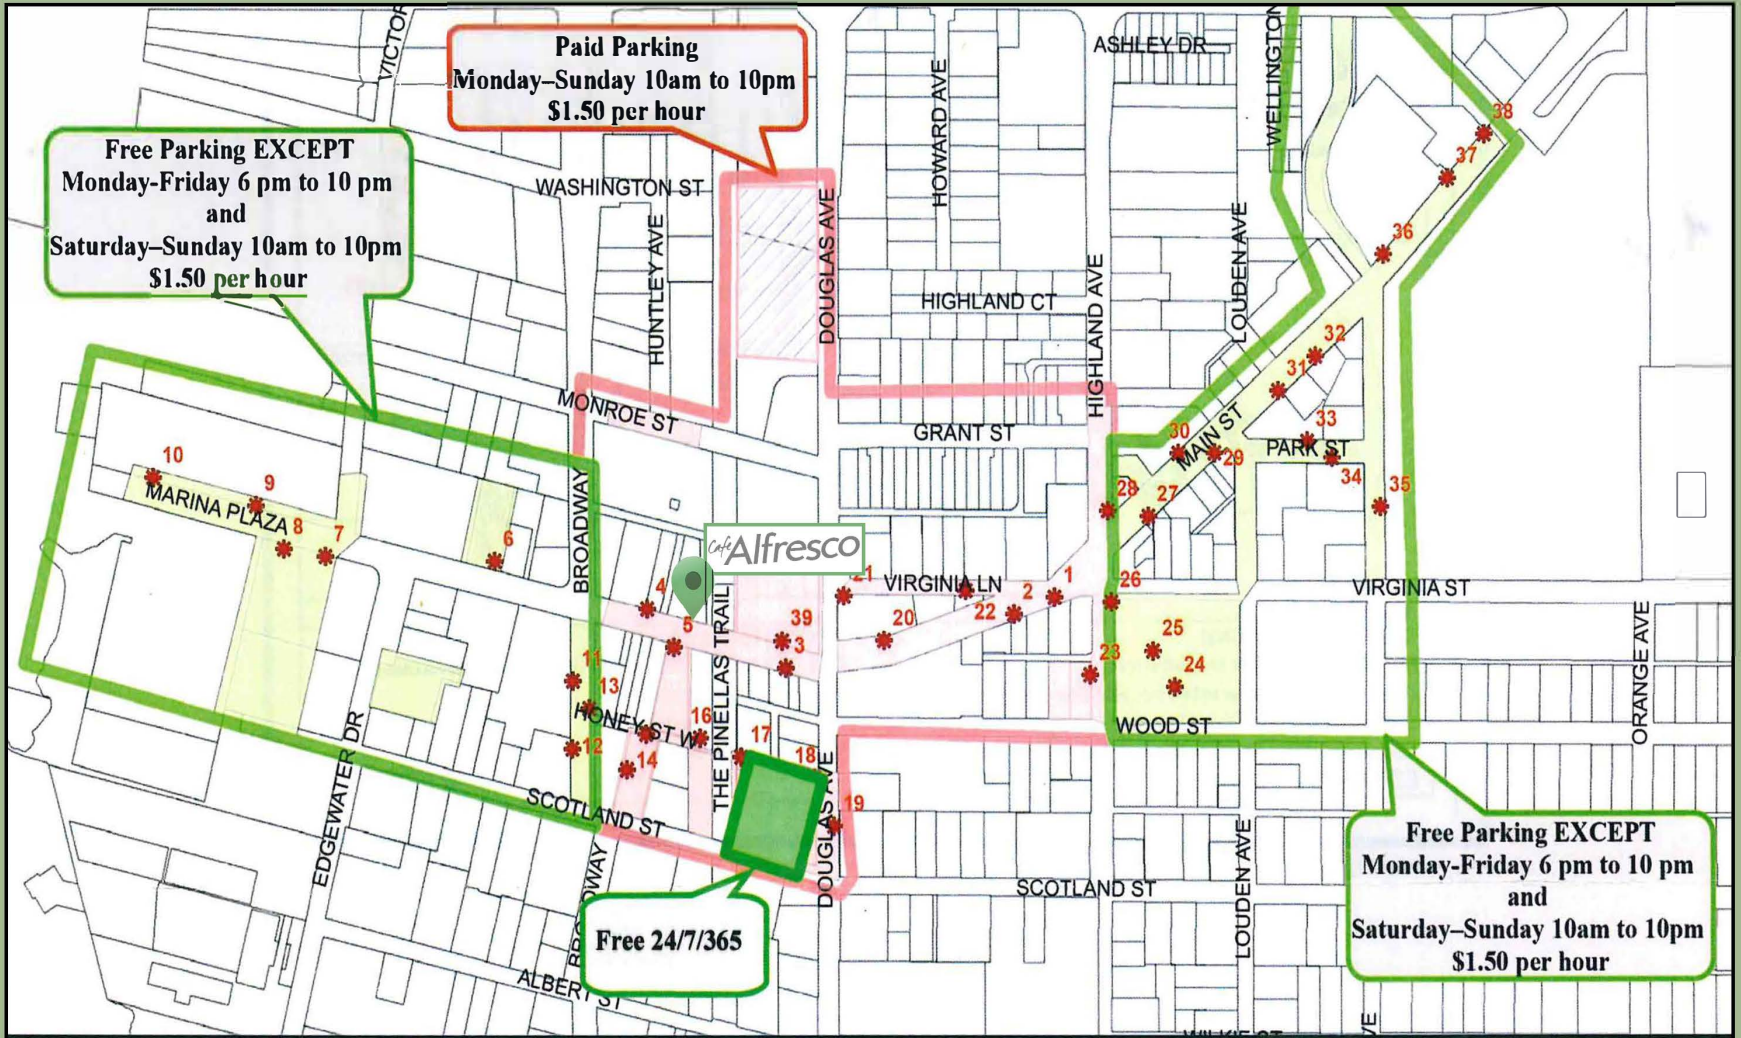 VICTOR
Paid Parking
Monday–Sunday 10am to 10pm
$1.50 per hour
ASHLEY DR
WELLINGTON
HOWARD AVE
38
37
Free Parking EXCEPT
Monday-Friday 6 pm to 10 pm
and
Saturday–Sunday 10am to 10pm
$1.50 per hour
WASHINGTON ST
HUNTLEY AVE
DOUGLAS AVE
HIGHLAND CT
HIGHLAND AVE
LOUDEN AVE
36
32
31
MONROE ST
GRANT ST
MAIN ST
30
29
33
PARK ST
34
35
10
9
MARINA PLAZA
8
7
6
BROADWAY
28
27
Cafe Alfresco
4
5
39
3
21
VIRGINIA LN
22
2
1
20
26
VIRGINIA ST
25
24
23
WOOD ST
ORANGE AVE
11
13
HONEY ST W
12
14
16
THE PINELLAS TRAIL
17
18
DOUGLAS AVE
19
EDGEWATER DR
SCOTLAND ST
BROADWAY
SCOTLAND ST
LOUDEN AVE
Free 24/7/365
ALBERT ST
Free Parking EXCEPT
Monday-Friday 6 pm to 10 pm
and
Saturday–Sunday 10am to 10pm
$1.50 per hour
VE